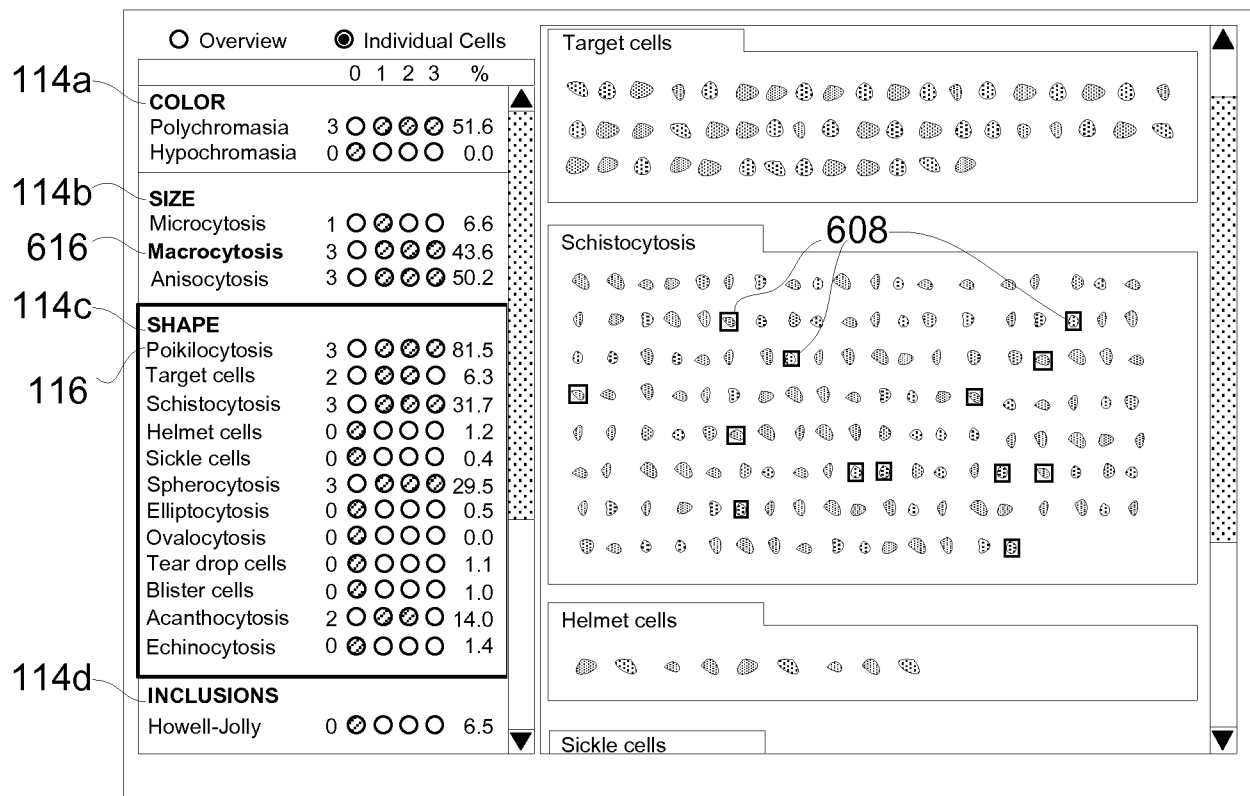 Overview Individual Cells
0 1 2 3 %
114a
COLOR
Polychromasia 3 51.6
Hypochromasia 0 0.0
114b
SIZE
Microcytosis 1 6.6
616
Macrocytosis 3 43.6
Anisocytosis 3 50.2
114c
SHAPE
116
Poikilocytosis 3 81.5
Target cells 2 6.3
Schistocytosis 3 31.7
Helmet cells 0 1.2
Sickle cells 0 0.4
Spherocytosis 3 29.5
Elliptocytosis 0 0.5
Ovalocytosis 0 0.0
Tear drop cells 0 1.1
Blister cells 0 1.0
Acanthocytosis 2 14.0
Echinocytosis 0 1.4
114d
INCLUSIONS
Howell-Jolly 0 6.5
Target cells
Schistocytosis
608
Helmet cells
Sickle cells